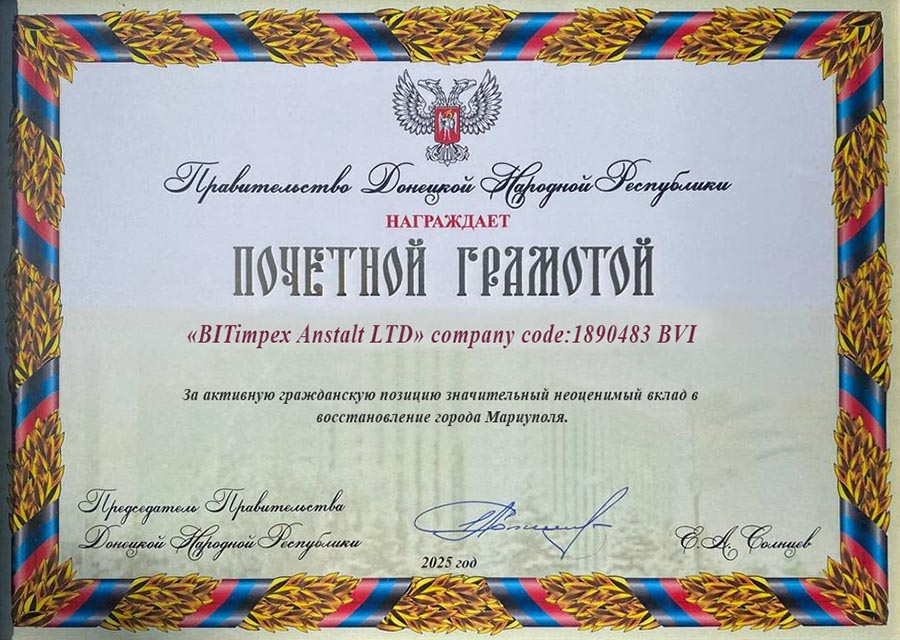 Правительство Донецкой Народной Республики
НАГРАЖДАЕТ
ПОЧЕТНОЙ ГРАМОТОЙ
«BITimpex Anstalt LTD» company code:1890483 BVI
За активную гражданскую позицию значительный неоценимый вклад в
восстановление города Мариуполя.
Председатель Правительства
Донецкой Народной Республики
Е.А. Солнцев
2025 год